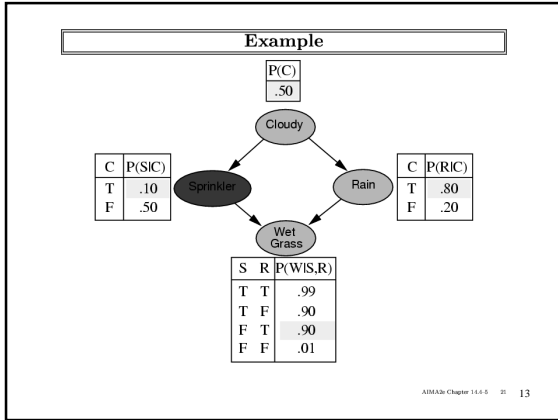 Example
P(C)
.50
Cloudy
C P(S|C)
T .10
F .50
Sprinkler
Rain
C P(R|C)
T .80
F .20
Wet
Grass
S R P(W|S,R)
T T .99
T F .90
F T .90
F F .01
AIMA2e Chapter 14.4-5 21 13